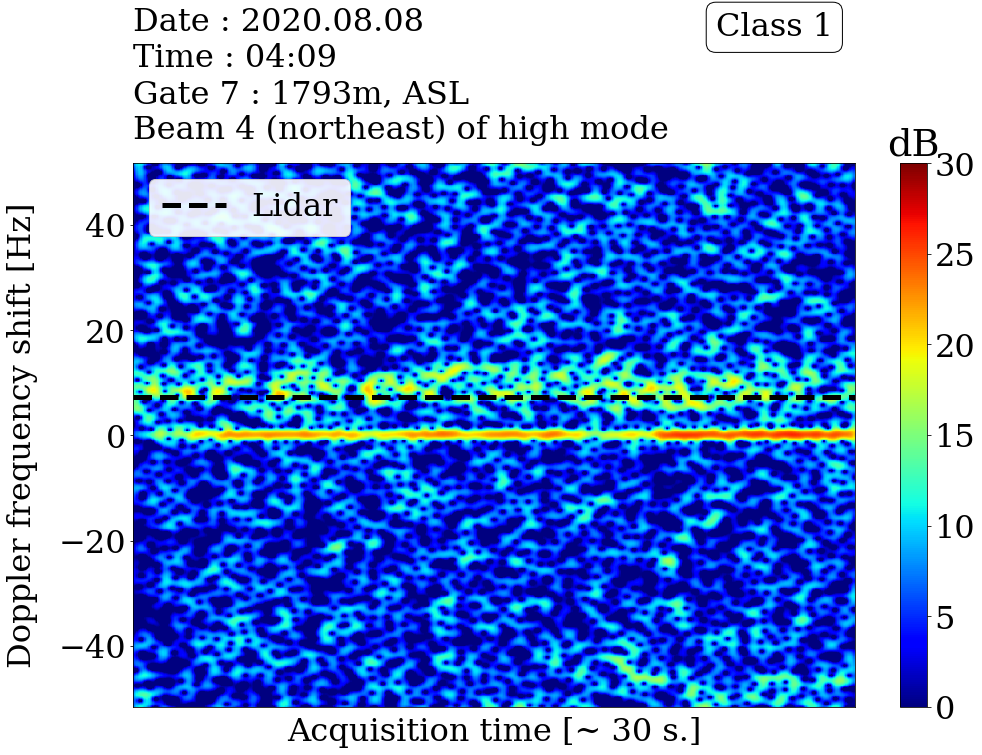 Date : 2020.08.08
Time : 04:09
Gate 7 : 1793m, ASL
Beam 4 (northeast) of high mode
Class 1
dB
Lidar
Doppler frequency shift [Hz]
40
20
0
−20
−40
Acquisition time [~ 30 s.]
30
25
20
15
10
5
0